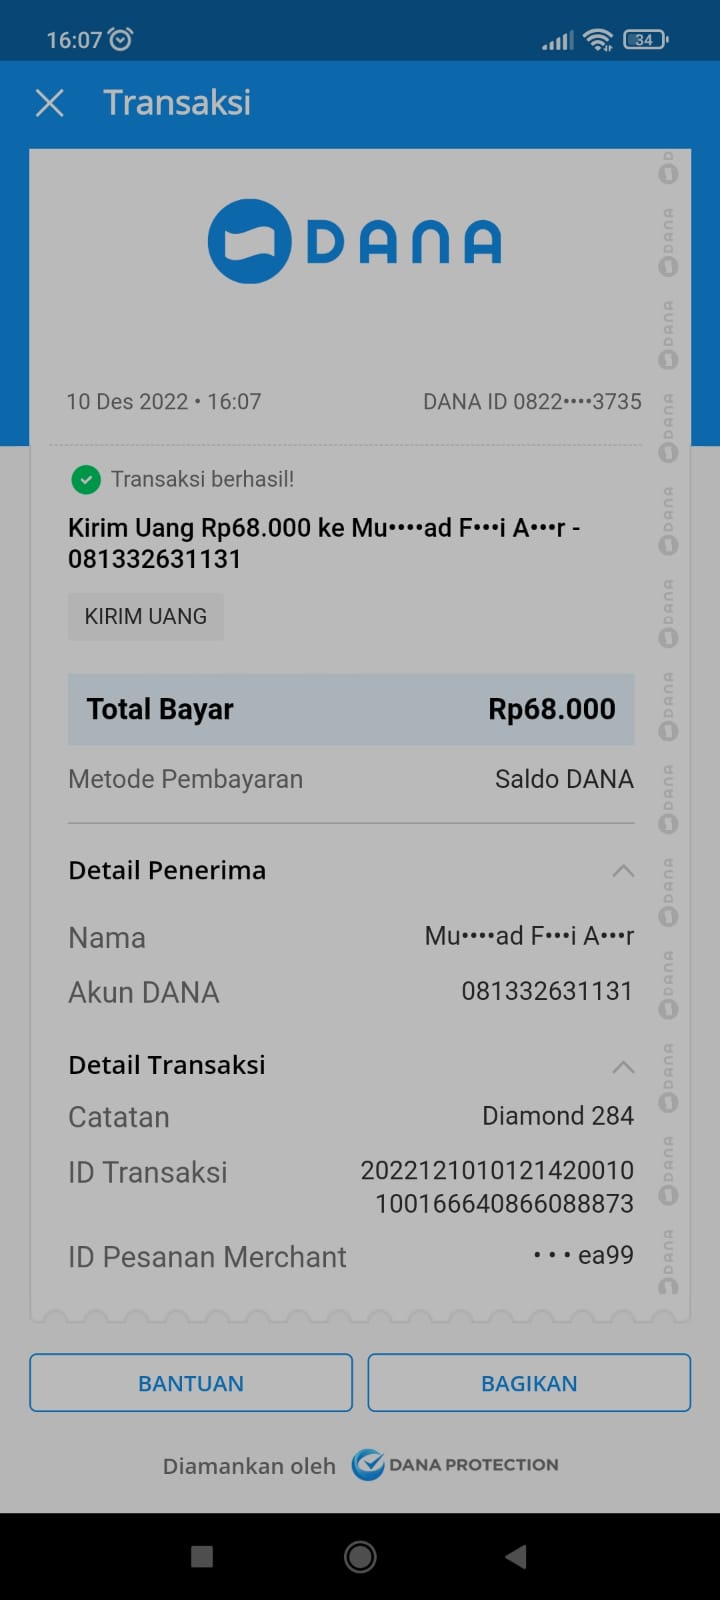 16:07
34
Transaksi
DANA
10 Des 2022 • 16:07 DANA ID 0822••••3735
Transaksi berhasil!
Kirim Uang Rp68.000 ke Mu••••ad F•••i A•••r -
081332631131
KIRIM UANG
Total Bayar Rp68.000
Metode Pembayaran Saldo DANA
Detail Penerima
Nama Mu••••ad F•••i A•••r
Akun DANA 081332631131
Detail Transaksi
Catatan Diamond 284
ID Transaksi 2022121010121420010
100166640866088873
ID Pesanan Merchant • • • ea99
BANTUAN BAGIKAN
Diamankan oleh DANA PROTECTION